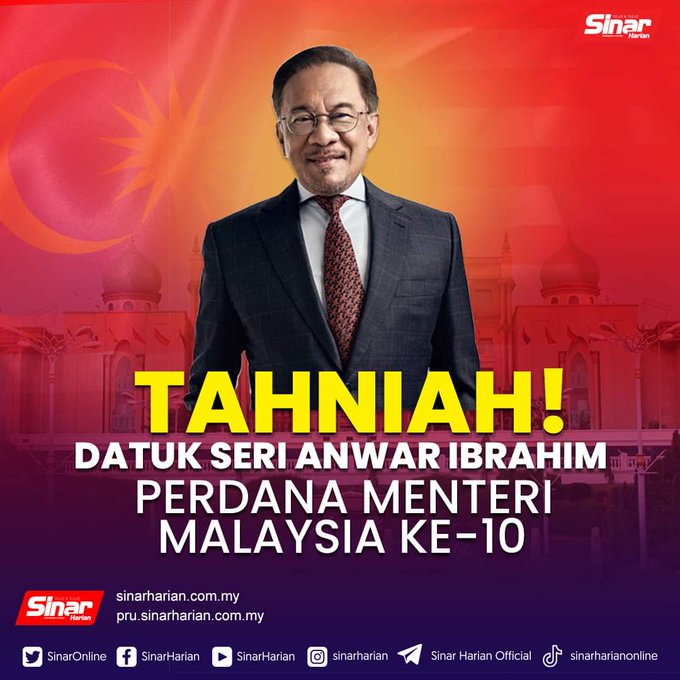 Sinar
Harian
TAHNIAH!
DATUK SERI ANWAR IBRAHIM
PERDANA MENTERI
MALAYSIA KE-10
Sinar
Harian
sinarharian.com.my
pru.sinarharian.com.my
SinarOnline SinarHarian SinarHarian sinarharian Sinar Harian Official sinarharianonline